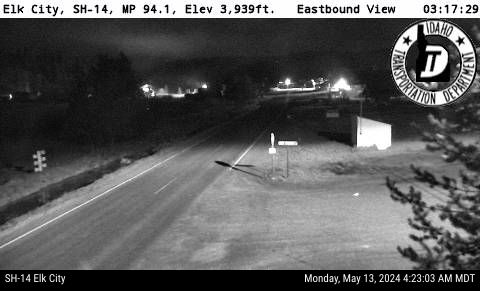 Elk City, SH-14, MP 94.1, Elev 3,939ft. Eastbound View 03:17:29
IDAHO
TRANSPORTATION DEPARTMENT
SH-14 Elk City Monday, May 13, 2024 4:23:03 AM MDT